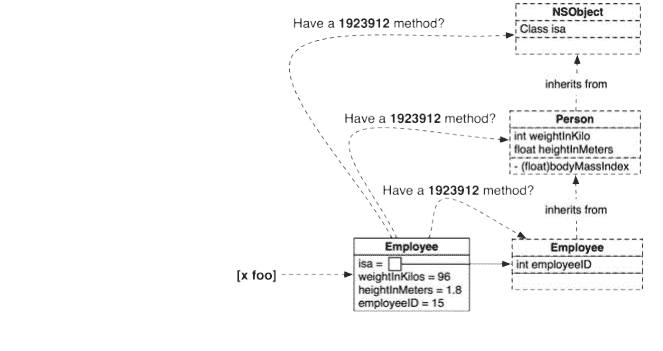 NSObject
Class isa
Have a 1923912 method?
inherits from
Have a 1923912 method?
Person
int weightInKilo
float heightInMeters
- (float)bodyMassIndex
Have a 1923912 method?
inherits from
Employee
int employeeID
[x foo]
Employee
isa =
weightInKilos = 96
heightInMeters = 1.8
employeeID = 15